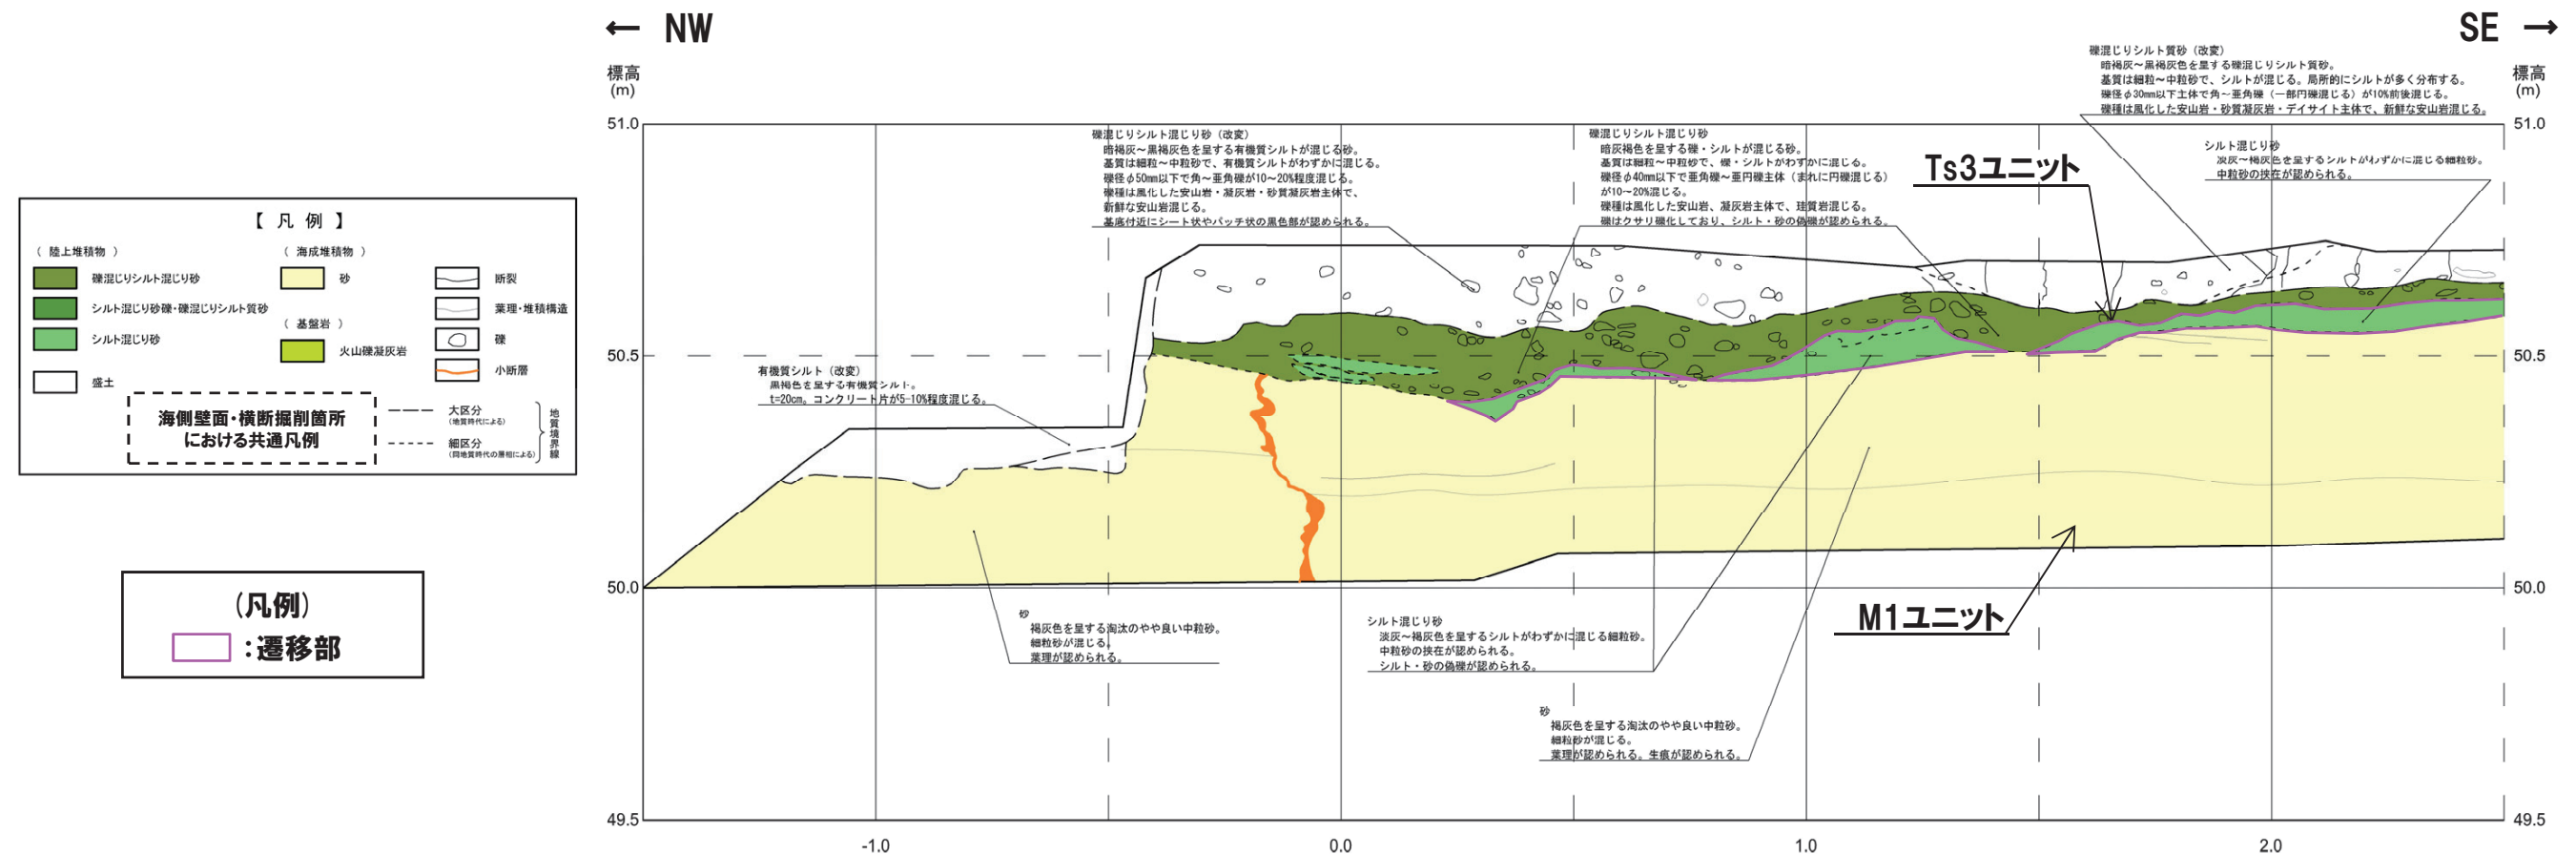 ← NW
SE →
標高
(m)
標高
(m)
51.0
50.5
50.0
49.5
51.0
50.5
50.0
49.5
-1.0
0.0
1.0
2.0
【 凡 例 】
( 陸上堆積物 )
礫混じりシルト混じり砂
シルト混じり砂礫・礫混じりシルト質砂
シルト混じり砂
盛土
( 海成堆積物 )
砂
( 基盤岩 )
火山礫凝灰岩
断裂
葉理・堆積構造
礫
小断層
海側壁面・横断掘削箇所
における共通凡例
大区分
(地質時代による)
細区分
(同地質時代の層相による)
地質境界線
(凡例)
:遷移部
礫混じりシルト混じり砂(改変)
暗褐灰~黒褐灰色を呈する有機質シルトが混じる砂。
基質は細粒~中粒砂で、有機質シルトがわずかに混じる。
礫径φ50mm以下で角~亜角礫が10~20%程度混じる。
礫種は風化した安山岩・凝灰岩・砂質凝灰岩主体で、
新鮮な安山岩混じる。
基底付近にシート状やパッチ状の黒色部が認められる。
礫混じりシルト混じり砂
暗灰褐色を呈する礫・シルトが混じる砂。
基質は細粒~中粒砂で、礫・シルトがわずかに混じる。
礫径φ40mm以下で亜角礫~亜円礫主体(まれに円礫混じる)
が10~20%混じる。
礫種は風化した安山岩、凝灰岩主体で、珪質岩混じる。
礫はクサリ礫化しており、シルト・砂の偽礫が認められる。
礫混じりシルト質砂(改変)
暗褐灰~黒褐灰色を呈する礫混じりシルト質砂。
基質は細粒~中粒砂で、シルトが混じる。局所的にシルトが多く分布する。
礫径φ30mm以下主体で角~亜角礫(一部円礫混じる)が10%前後混じる。
礫種は風化した安山岩・砂質凝灰岩・デイサイト主体で、新鮮な安山岩混じる。
シルト混じり砂
淡灰~褐灰色を呈するシルトがわずかに混じる細粒砂。
中粒砂の挟在が認められる。
Ts3ユニット
有機質シルト(改変)
黒褐色を呈する有機質シルト。
t=20cm。コンクリート片が5-10%程度混じる。
砂
褐灰色を呈する淘汰のやや良い中粒砂。
細粒砂が混じる。
葉理が認められる。
シルト混じり砂
淡灰~褐灰色を呈するシルトがわずかに混じる細粒砂。
中粒砂の挟在が認められる。
シルト・砂の偽礫が認められる。
M1ユニット
砂
褐灰色を呈する淘汰のやや良い中粒砂。
細粒砂が混じる。
葉理が認められる。生痕が認められる。